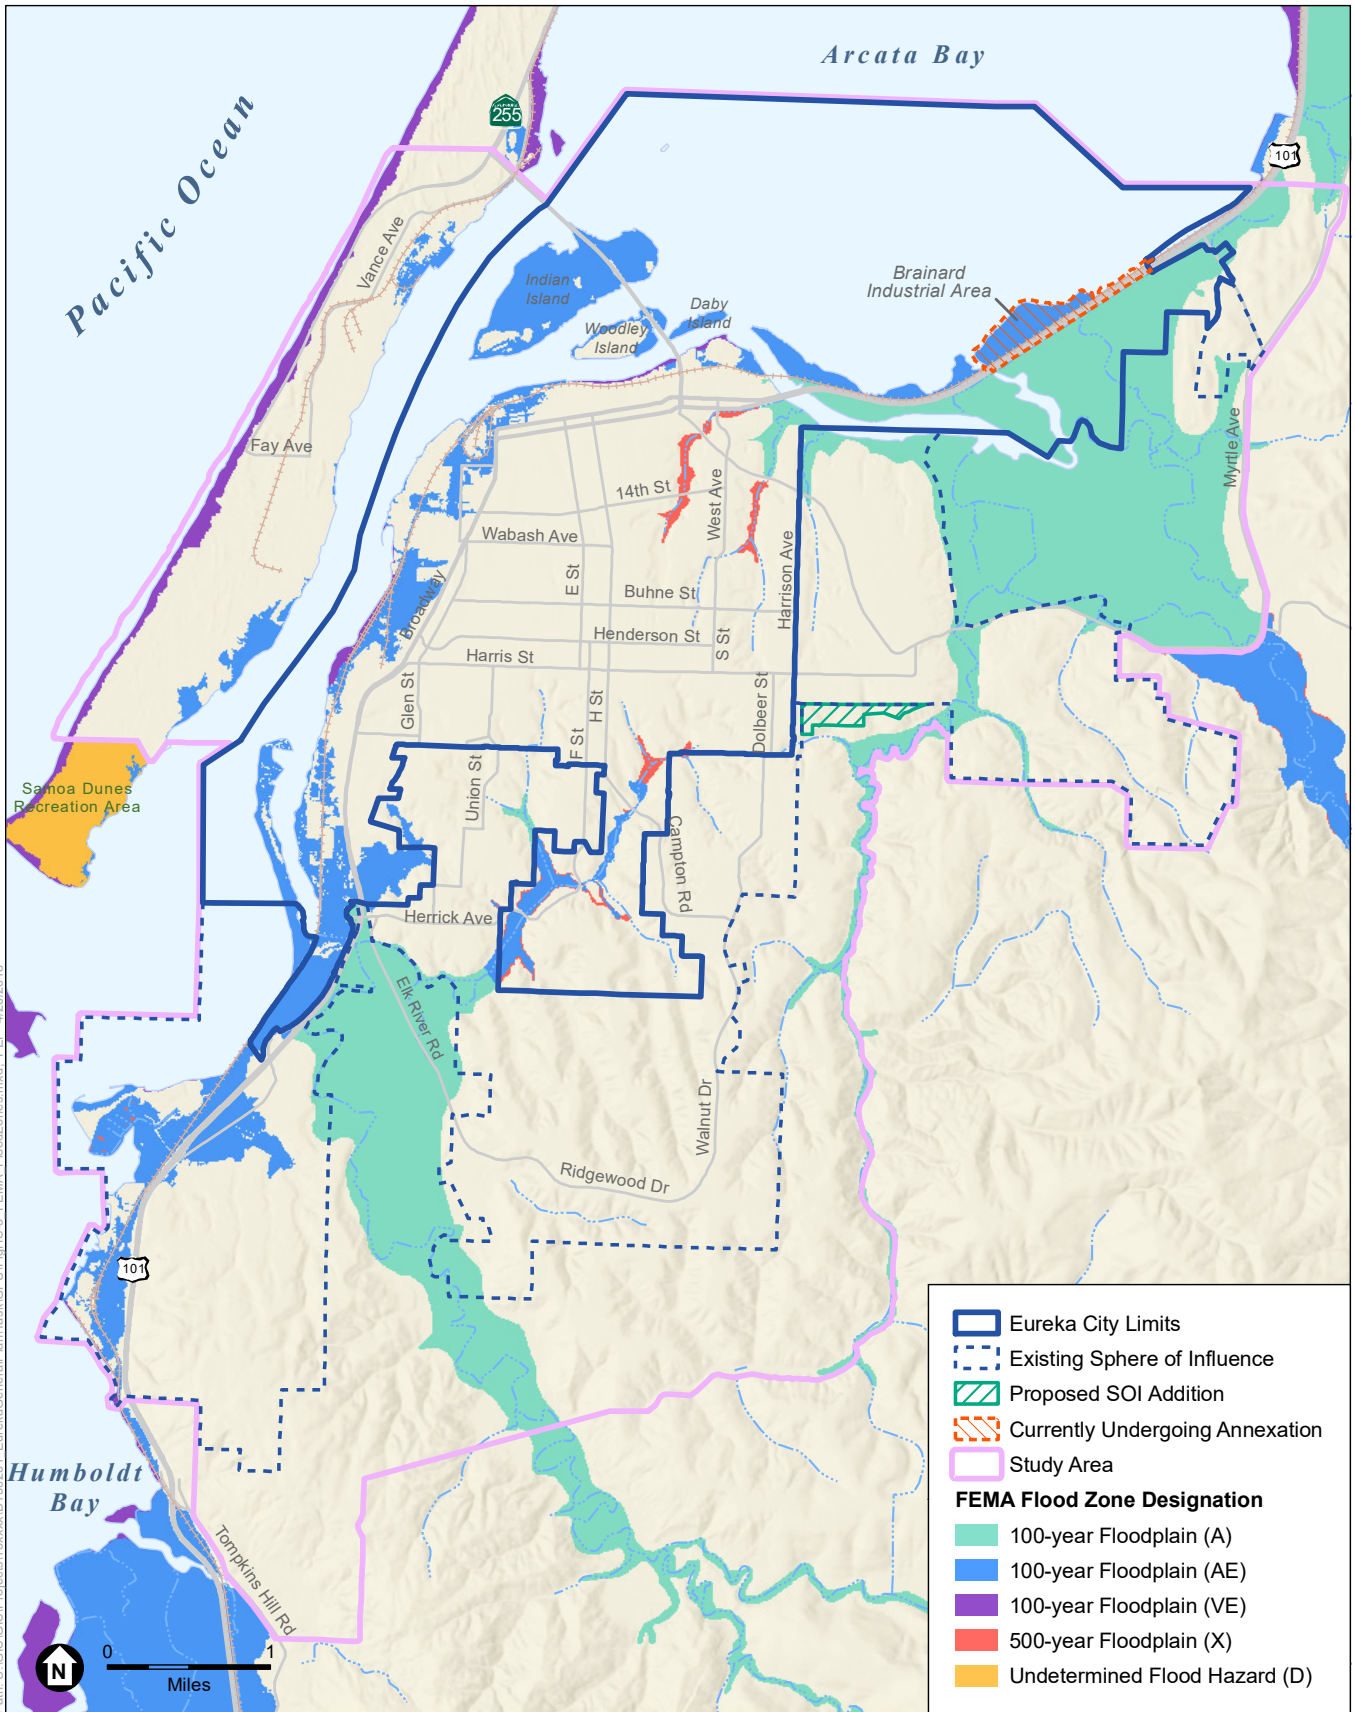 Arcata Bay
Pacific Ocean
255
101
Vance Ave
Indian
Island
Daby
Island
Woodley
Island
Brainard
Industrial Area
Fay Ave
Myrtle Ave
14th St
West Ave
Wabash Ave
Harrison Ave
E St
Broadway
Buhne St
Henderson St
S St
Harris St
Glen St
H St
Dolbeer St
F St
Union St
Samoa Dunes
Recreation Area
Campton Rd
Herrick Ave
Elk River Rd
Walnut Dr
Ridgewood Dr
101
Humboldt
Bay
Tompkins Hill Rd
N
0 1
Miles
Eureka City Limits
Existing Sphere of Influence
Proposed SOI Addition
Currently Undergoing Annexation
Study Area
FEMA Flood Zone Designation
100-year Floodplain (A)
100-year Floodplain (AE)
100-year Floodplain (VE)
500-year Floodplain (X)
Undetermined Flood Hazard (D)